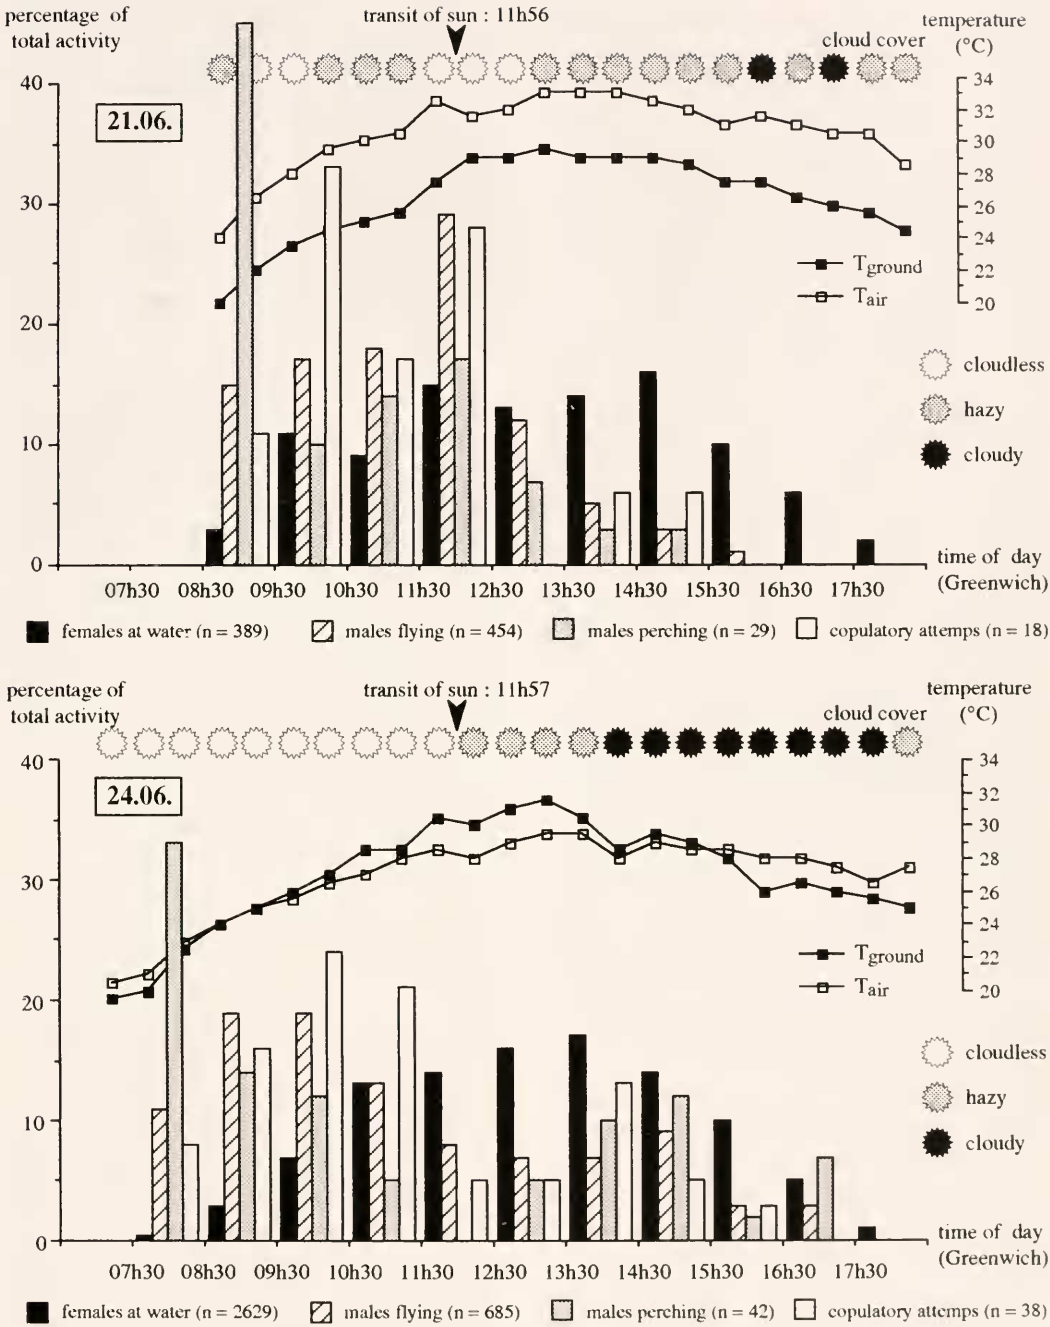 percentage of
total activity
transit of sun : 11h56
temperature
(°C)
cloud cover
21.06.
40
30
20
10
0
34
32
30
28
26
24
22
20
Tground
Tair
cloudless
hazy
cloudy
time of day
(Greenwich)
07h30 08h30 09h30 10h30 11h30 12h30 13h30 14h30 15h30 16h30 17h30
females at water (n = 389) males flying (n = 454) males perching (n = 29) copulatory attemps (n = 18)
percentage of
total activity
transit of sun : 11h57
temperature
(°C)
cloud cover
24.06.
40
30
20
10
0
34
32
30
28
26
24
22
20
Tground
Tair
cloudless
hazy
cloudy
time of day
(Greenwich)
07h30 08h30 09h30 10h30 11h30 12h30 13h30 14h30 15h30 16h30 17h30
females at water (n = 2629) males flying (n = 685) males perching (n = 42) copulatory attemps (n = 38)